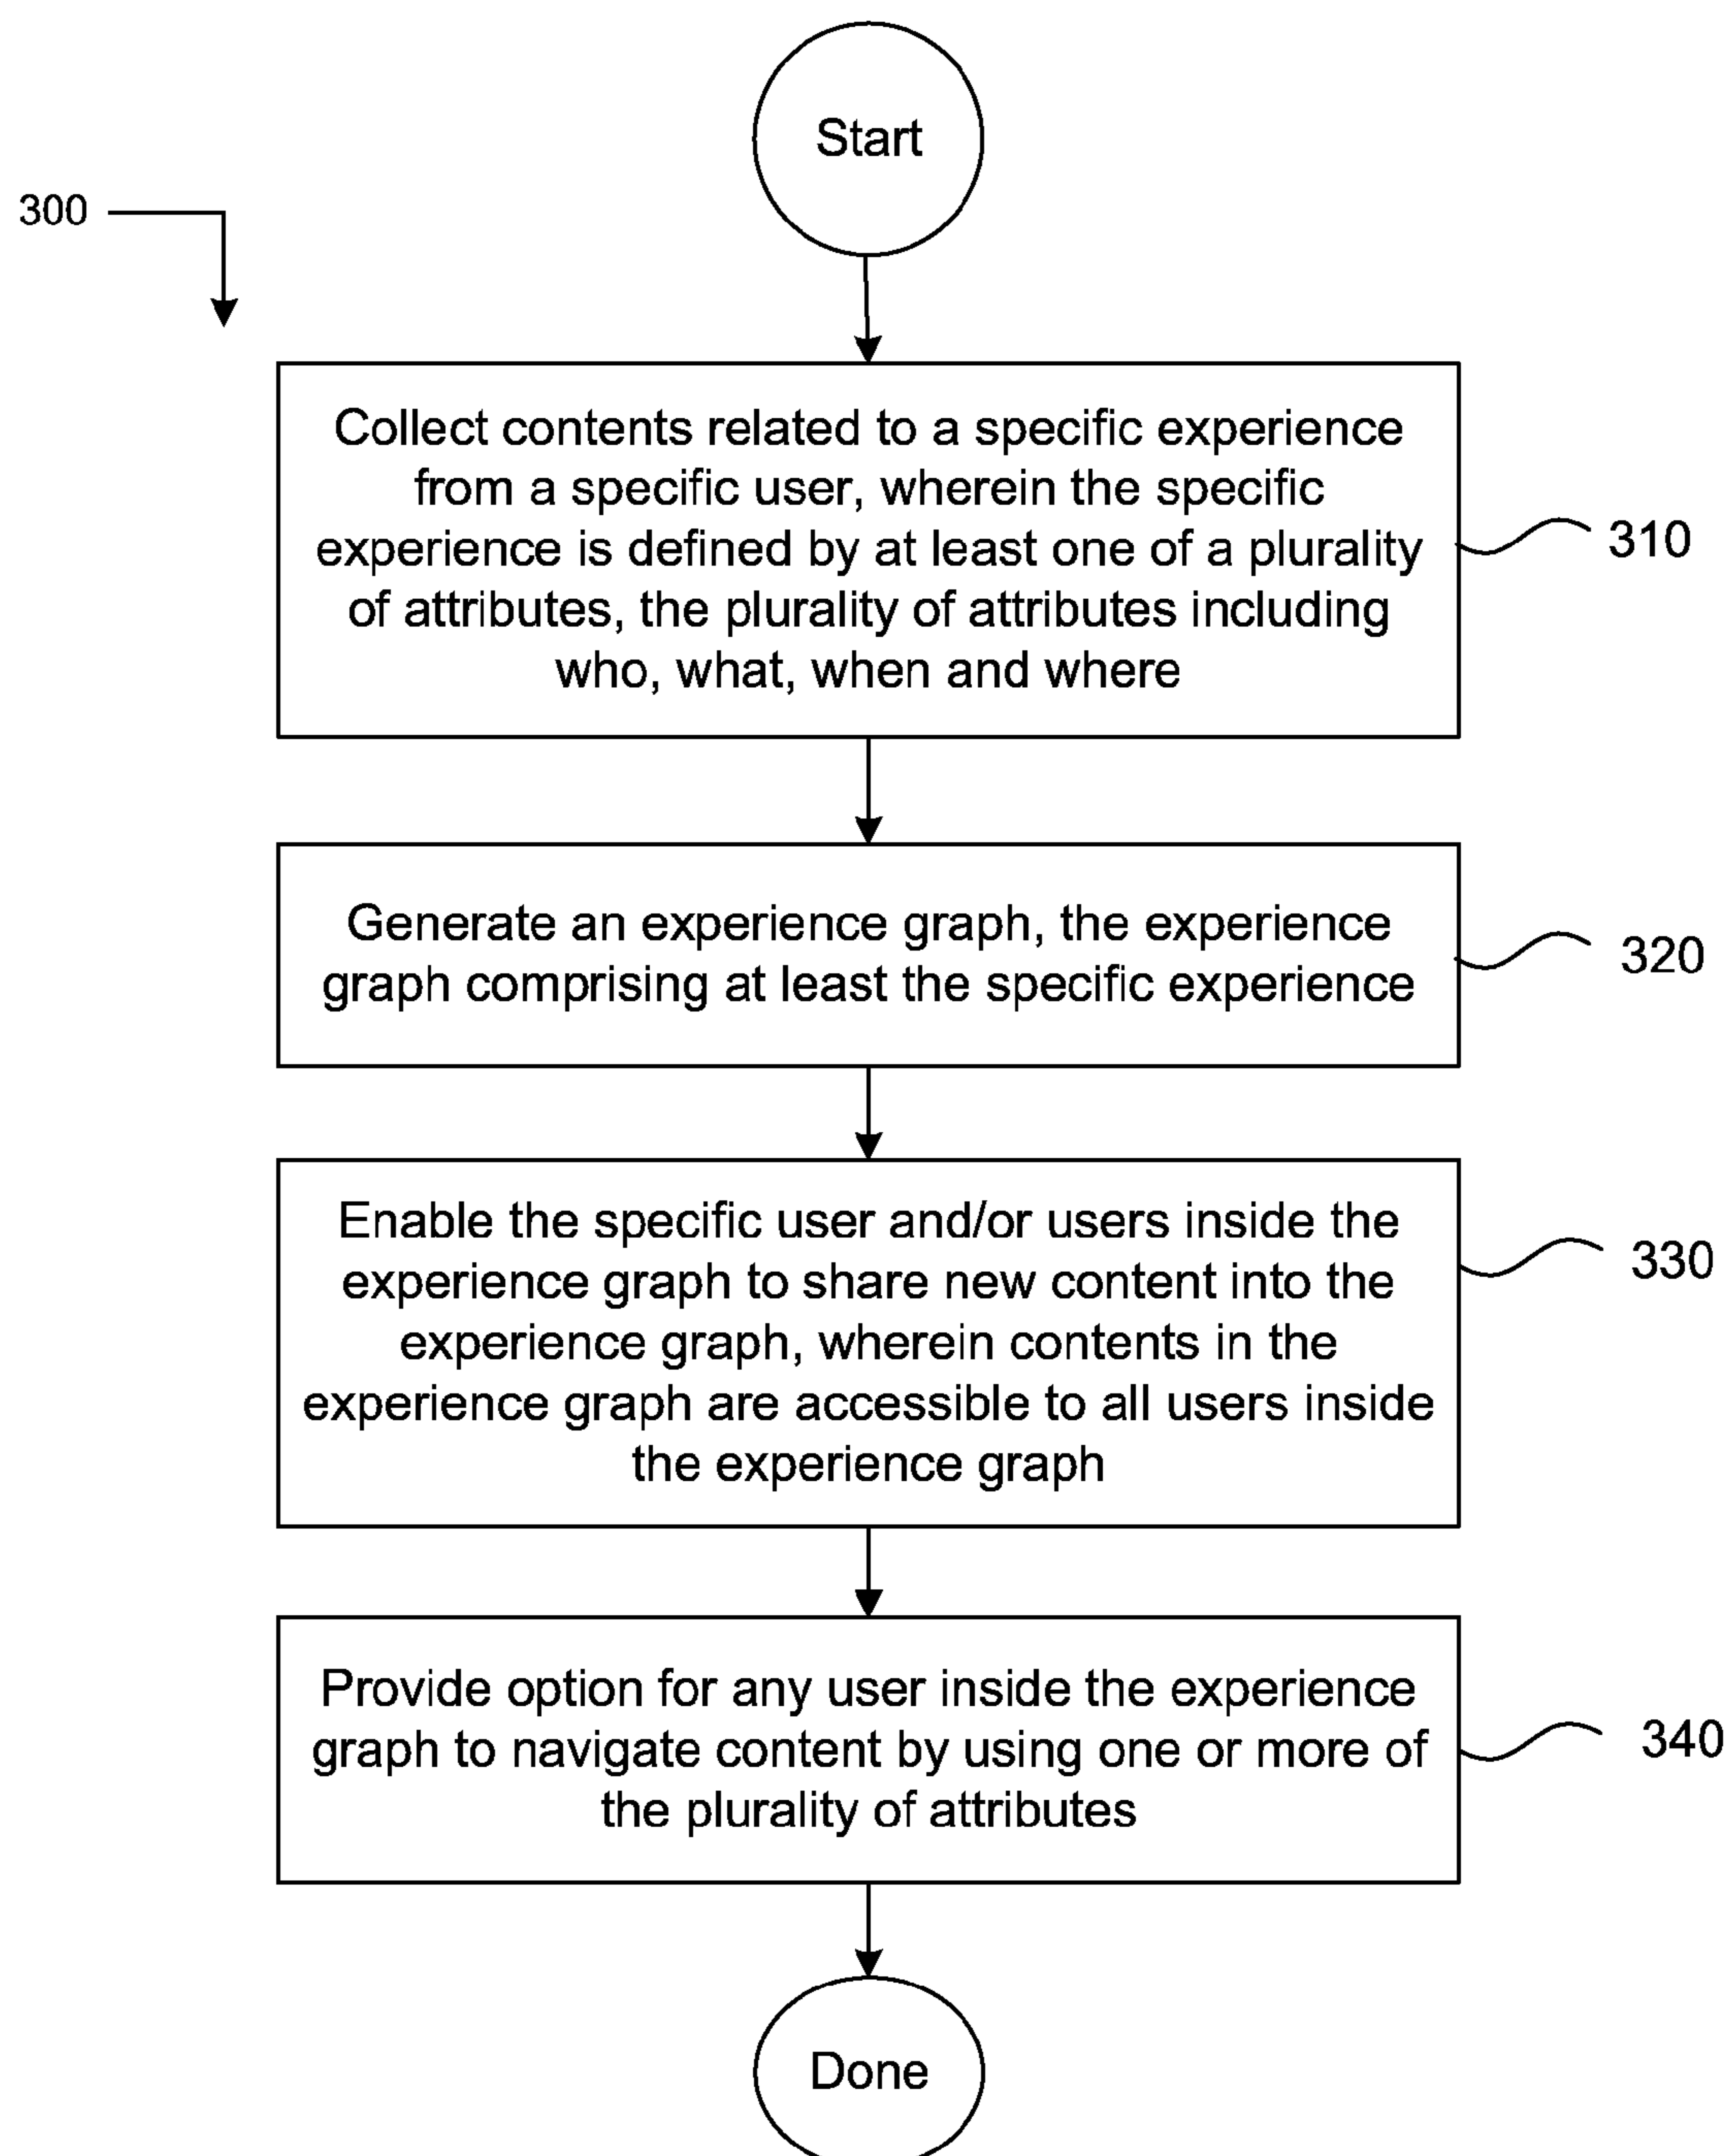 Start
300
Collect contents related to a specific experience
from a specific user, wherein the specific
experience is defined by at least one of a plurality
of attributes, the plurality of attributes including
who, what, when and where
310
Generate an experience graph, the experience
graph comprising at least the specific experience
320
Enable the specific user and/or users inside the
experience graph to share new content into the
experience graph, wherein contents in the
experience graph are accessible to all users inside
the experience graph
330
Provide option for any user inside the experience
graph to navigate content by using one or more of
the plurality of attributes
340
Done